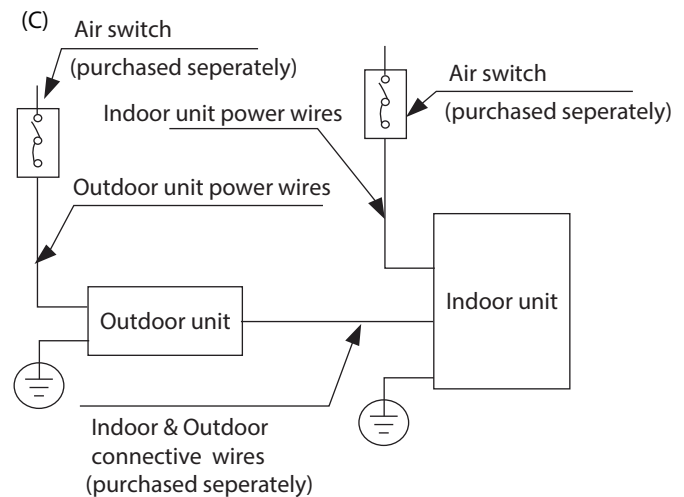 (C)
Air switch
(purchased seperately)
Air switch
(purchased seperately)
Indoor unit power wires
Outdoor unit power wires
Outdoor unit
Indoor unit
Indoor & Outdoor
connective wires
(purchased seperately)